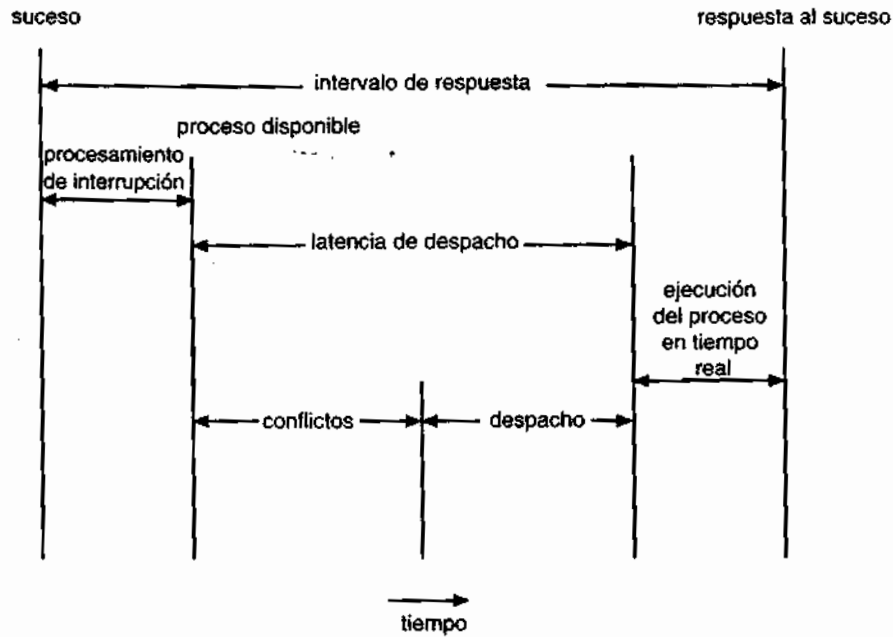 suceso
respuesta al suceso
intervalo de respuesta
proceso disponible
procesamiento
de interrupción
latencia de despacho
ejecución
del proceso
en tiempo
real
conflictos
despacho
tiempo